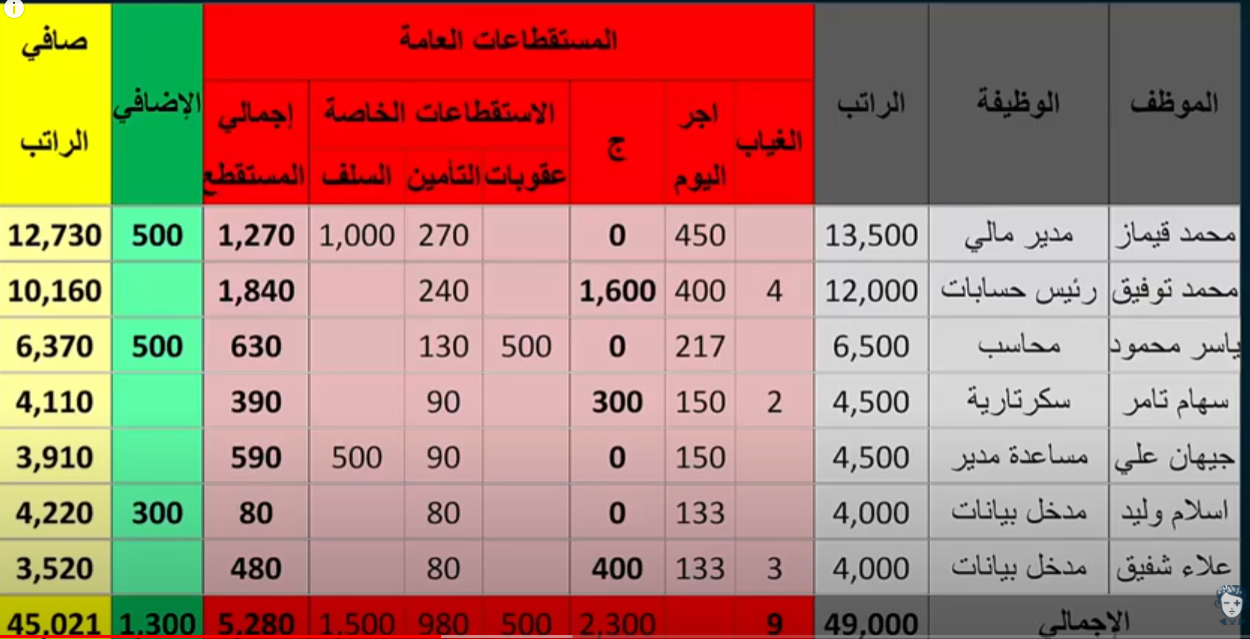 الموظف الوظيفة الراتب المستقطعات العامة الإضافي صافي الراتب
الغياب اجر اليوم ج الاستقطاعات الخاصة إجمالي المستقطع
عقوبات التأمين السلف
محمد قيماز مدير مالي 13,500 450 0 270 1,000 1,270 500 12,730
محمد توفيق رئيس حسابات 12,000 4 400 1,600 240 1,840 10,160
ياسر محمود محاسب 6,500 217 0 500 130 630 500 6,370
سهام تامر سكرتارية 4,500 2 150 300 90 390 4,110
جيهان علي مساعدة مدير 4,500 150 0 90 500 590 3,910
اسلام وليد مدخل بيانات 4,000 133 0 80 80 300 4,220
علاء شفيق مدخل بيانات 4,000 3 133 400 80 480 3,520
الإجمالي 49,000 9 2,300 500 980 1,500 5,280 1,300 45,021